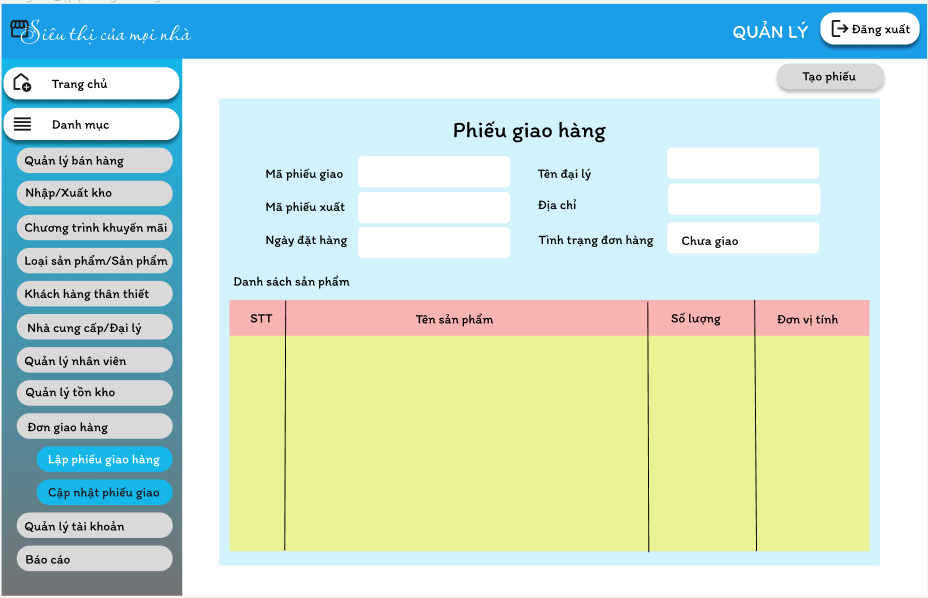 Siêu thị của mọi nhà
QUẢN LÝ
Đăng xuất
Trang chủ
Danh mục
Quản lý bán hàng
Nhập/Xuất kho
Chương trình khuyến mãi
Loại sản phẩm/Sản phẩm
Khách hàng thân thiết
Nhà cung cấp/Đại lý
Quản lý nhân viên
Quản lý tồn kho
Đơn giao hàng
Lập phiếu giao hàng
Cập nhật phiếu giao
Quản lý tài khoản
Báo cáo
Tạo phiếu
Phiếu giao hàng
Mã phiếu giao
Tên đại lý
Mã phiếu xuất
Địa chỉ
Ngày đặt hàng
Tình trạng đơn hàng
Chưa giao
Danh sách sản phẩm
STT
Tên sản phẩm
Số lượng
Đơn vị tính